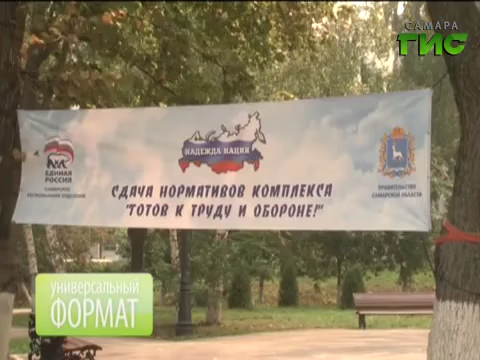 САМАРА
ГИС
ЕДИНАЯ
РОССИЯ
САМАРСКОЕ
РЕГИОНАЛЬНОЕ ОТДЕЛЕНИЕ
НАДЕЖДА НАЦИИ
ПРАВИТЕЛЬСТВО
САМАРСКОЙ ОБЛАСТИ
СДАЧА НОРМАТИВОВ КОМПЛЕКСА
"ГОТОВ К ТРУДУ И ОБОРОНЕ!"
универсальный
ФОРМАТ